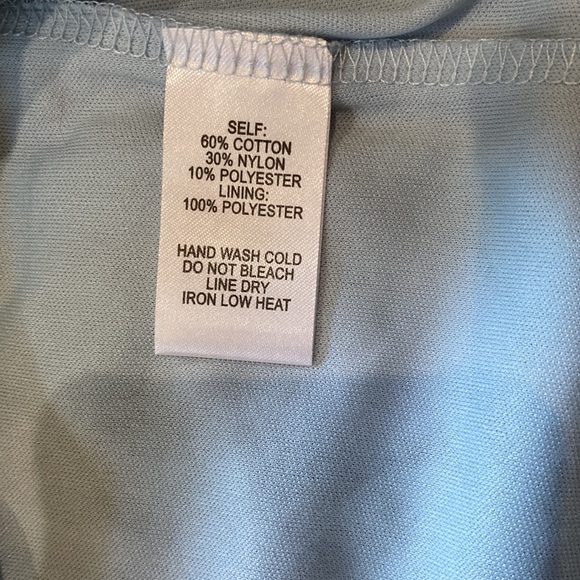 SELF:
60% COTTON
30% NYLON
10% POLYESTER
LINING:
100% POLYESTER
HAND WASH COLD
DO NOT BLEACH
LINE DRY
IRON LOW HEAT